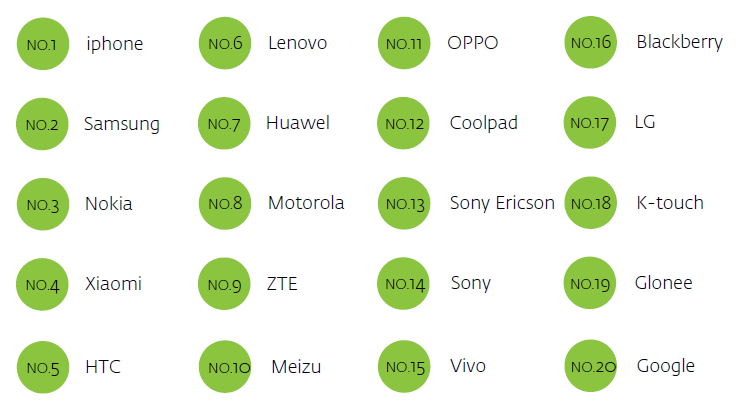 NO.1 iphone
NO.2 Samsung
NO.3 Nokia
NO.4 Xiaomi
NO.5 HTC
NO.6 Lenovo
NO.7 Huawel
NO.8 Motorola
NO.9 ZTE
NO.10 Meizu
NO.11 OPPO
NO.12 Coolpad
NO.13 Sony Ericson
NO.14 Sony
NO.15 Vivo
NO.16 Blackberry
NO.17 LG
NO.18 K-touch
NO.19 Glonee
NO.20 Google